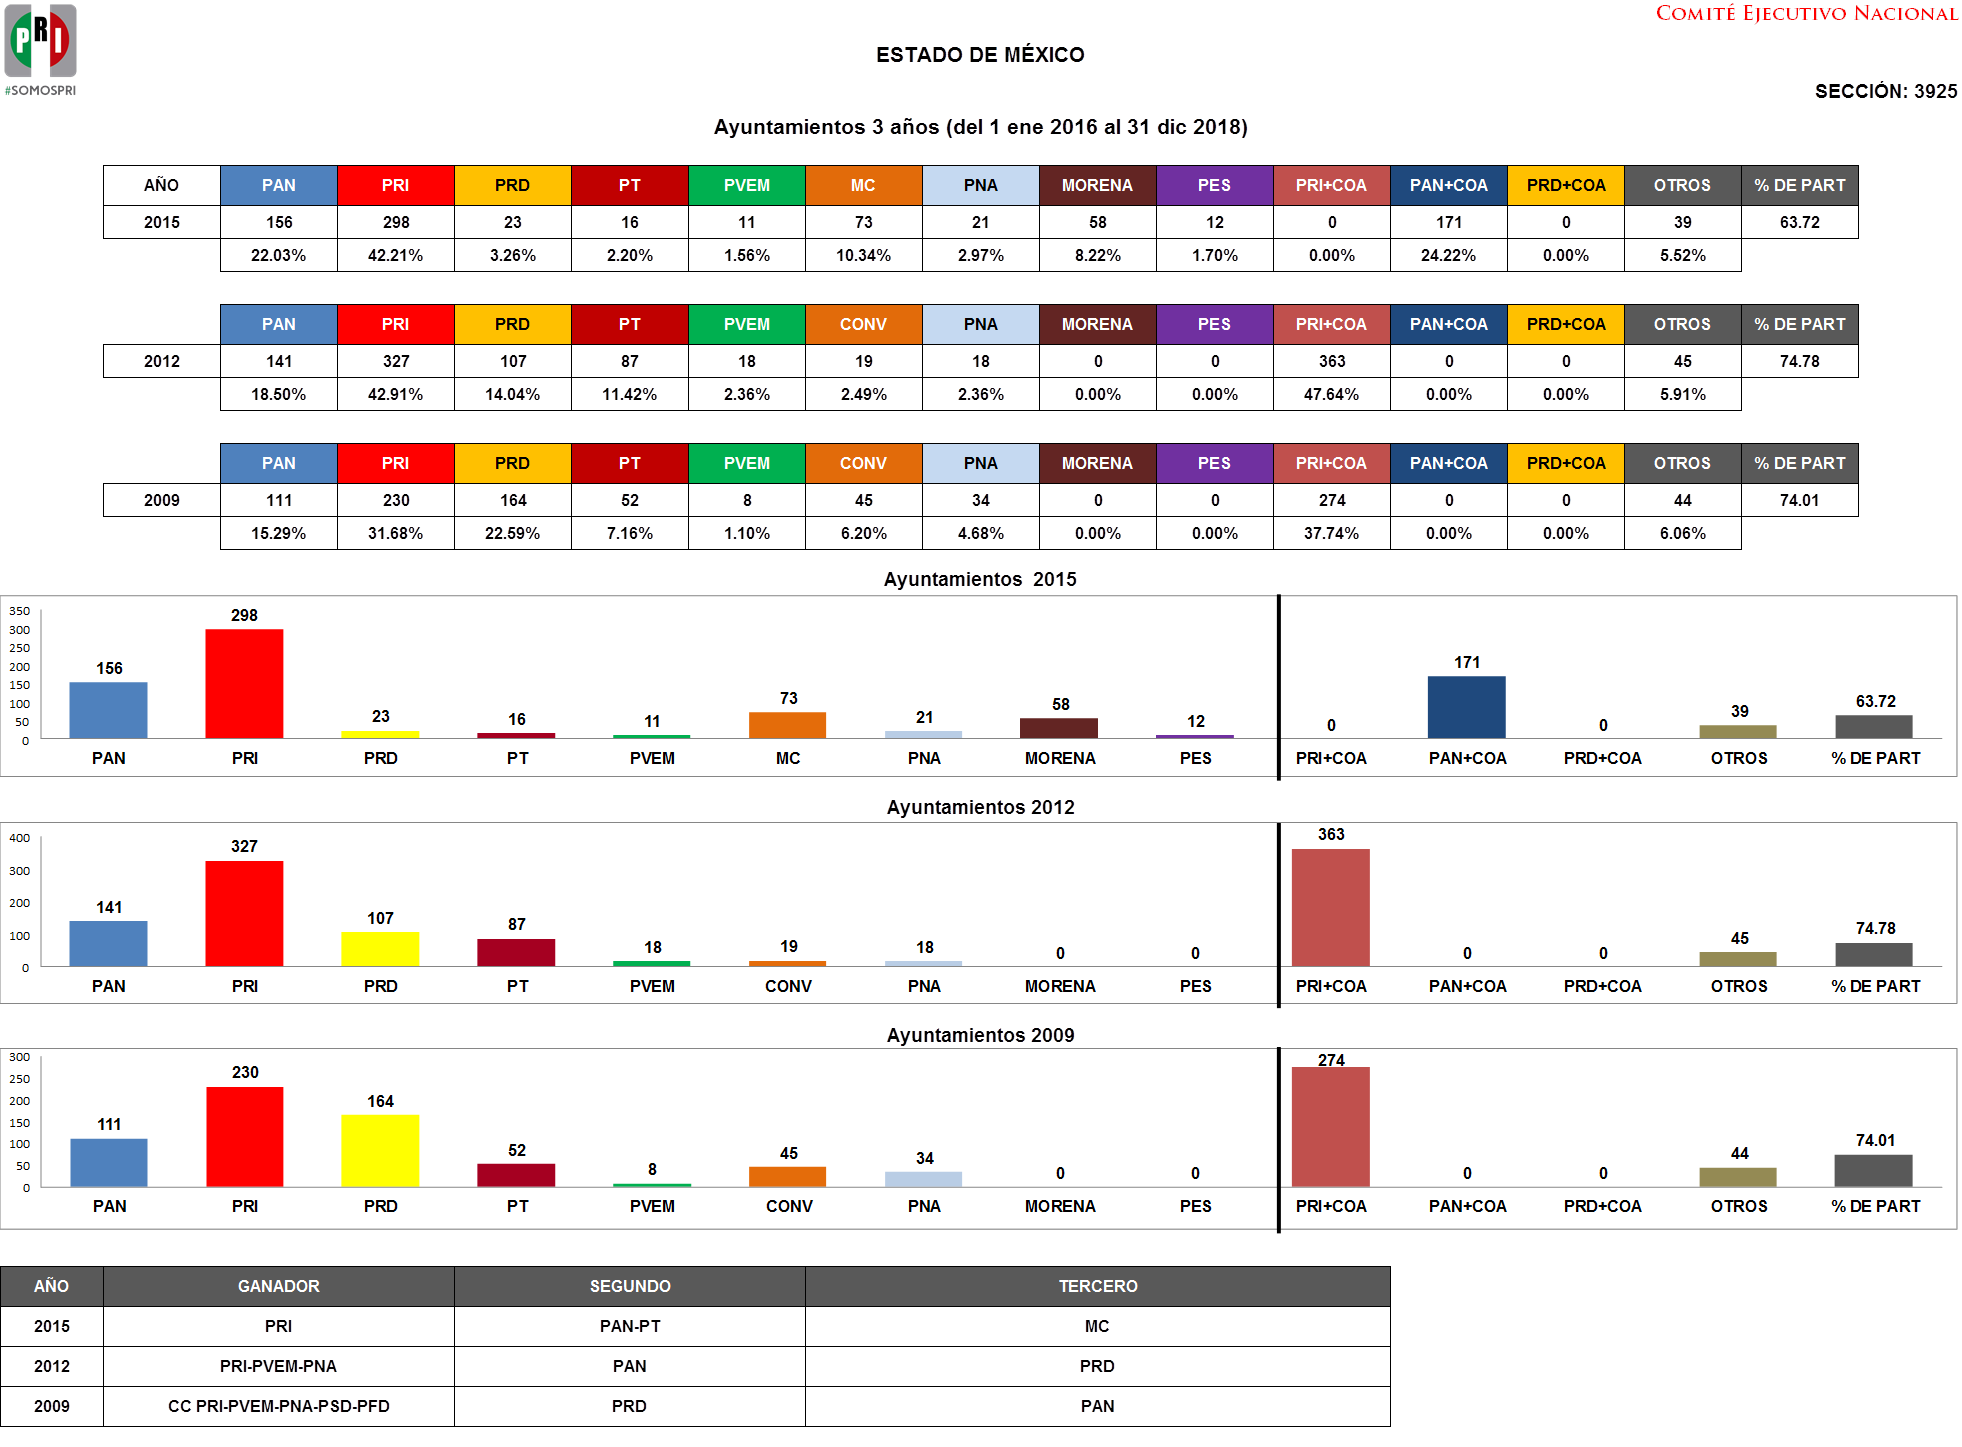 PRI
#SOMOSPRI
COMITÉ EJECUTIVO NACIONAL
ESTADO DE MÉXICO
SECCIÓN: 3925
Ayuntamientos 3 años (del 1 ene 2016 al 31 dic 2018)
AÑO PAN PRI PRD PT PVEM MC PNA MORENA PES PRI+COA PAN+COA PRD+COA OTROS % DE PART
2015 156 298 23 16 11 73 21 58 12 0 171 0 39 63.72
22.03% 42.21% 3.26% 2.20% 1.56% 10.34% 2.97% 8.22% 1.70% 0.00% 24.22% 0.00% 5.52%
PAN PRI PRD PT PVEM CONV PNA MORENA PES PRI+COA PAN+COA PRD+COA OTROS % DE PART
2012 141 327 107 87 18 19 18 0 0 363 0 0 45 74.78
18.50% 42.91% 14.04% 11.42% 2.36% 2.49% 2.36% 0.00% 0.00% 47.64% 0.00% 0.00% 5.91%
PAN PRI PRD PT PVEM CONV PNA MORENA PES PRI+COA PAN+COA PRD+COA OTROS % DE PART
2009 111 230 164 52 8 45 34 0 0 274 0 0 44 74.01
15.29% 31.68% 22.59% 7.16% 1.10% 6.20% 4.68% 0.00% 0.00% 37.74% 0.00% 0.00% 6.06%
Ayuntamientos 2015
350
300
250
200
150
100
50
0
156 298 23 16 11 73 21 58 12 0 171 0 39 63.72
PAN PRI PRD PT PVEM MC PNA MORENA PES PRI+COA PAN+COA PRD+COA OTROS % DE PART
Ayuntamientos 2012
400
300
200
100
0
141 327 107 87 18 19 18 0 0 363 0 0 45 74.78
PAN PRI PRD PT PVEM CONV PNA MORENA PES PRI+COA PAN+COA PRD+COA OTROS % DE PART
Ayuntamientos 2009
300
250
200
150
100
50
0
111 230 164 52 8 45 34 0 0 274 0 0 44 74.01
PAN PRI PRD PT PVEM CONV PNA MORENA PES PRI+COA PAN+COA PRD+COA OTROS % DE PART
AÑO GANADOR SEGUNDO TERCERO
2015 PRI PAN-PT MC
2012 PRI-PVEM-PNA PAN PRD
2009 CC PRI-PVEM-PNA-PSD-PFD PRD PAN